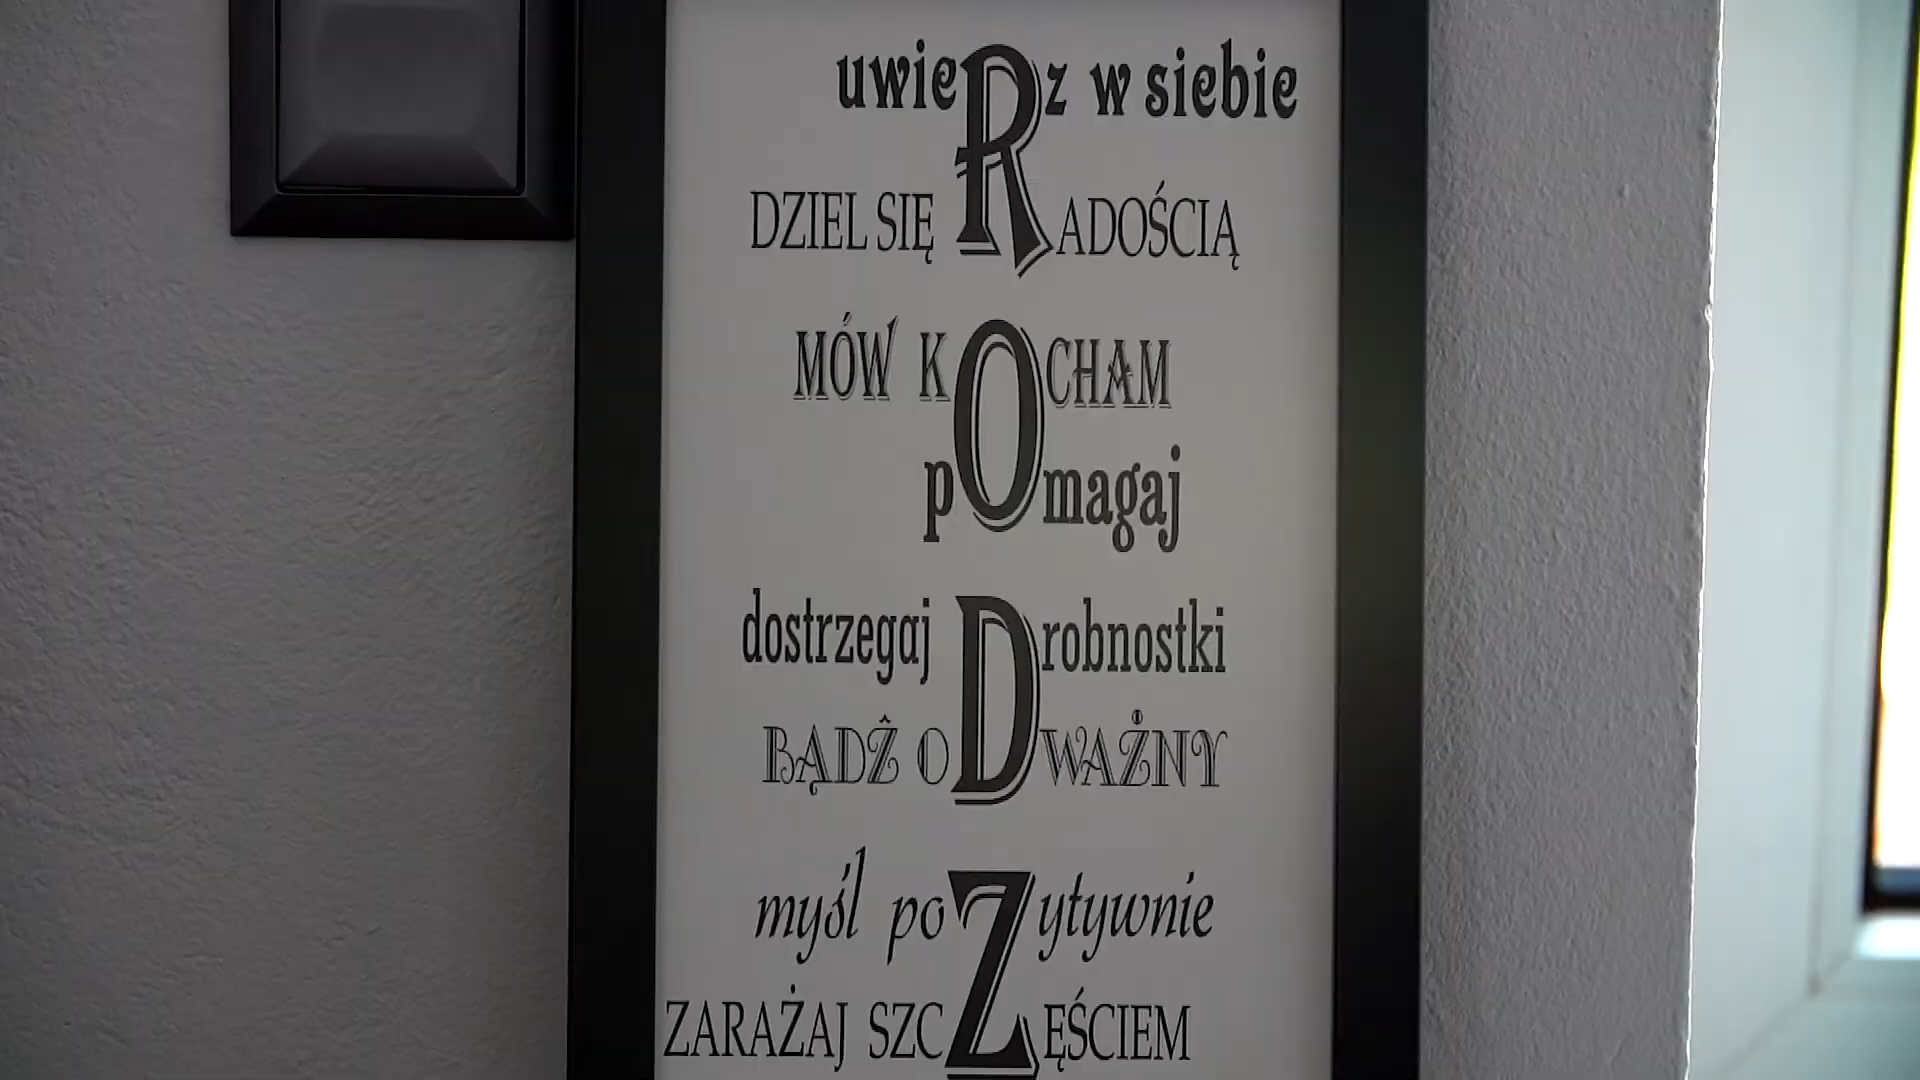 uwieRz w siebie
DZIEL SIĘ RADOŚCIĄ
MÓW KOCHAM
pOmagaj
dostrzegaj Drobnostki
BĄDŹ ODWAŻNY
myśl poZytywnie
ZARAŻAJ SZCZĘŚCIEM